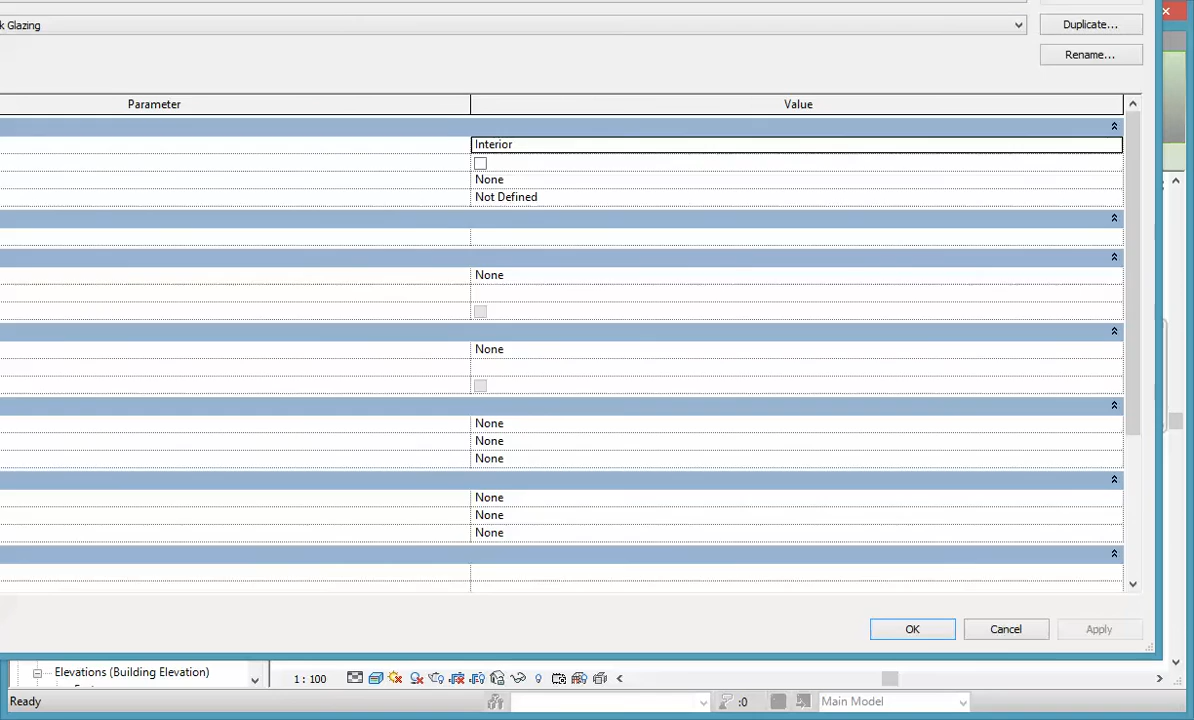 k Glazing
Duplicate...
Rename...
Parameter Value
Interior
None
Not Defined
None
None
None
None
None
None
None
None
OK Cancel Apply
Elevations (Building Elevation)
1 : 100
Ready :0 Main Model